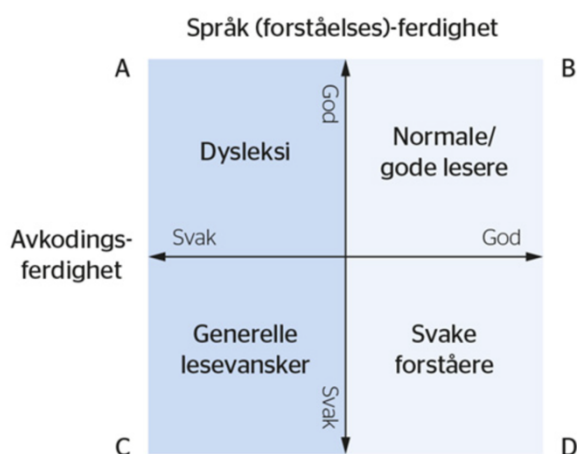 Språk (forståelses)-ferdighet
A
B
God
Dysleksi
Normale/
gode lesere
Avkodings-
ferdighet
Svak
God
Generelle
lesevansker
Svake
forståere
Svak
C
D